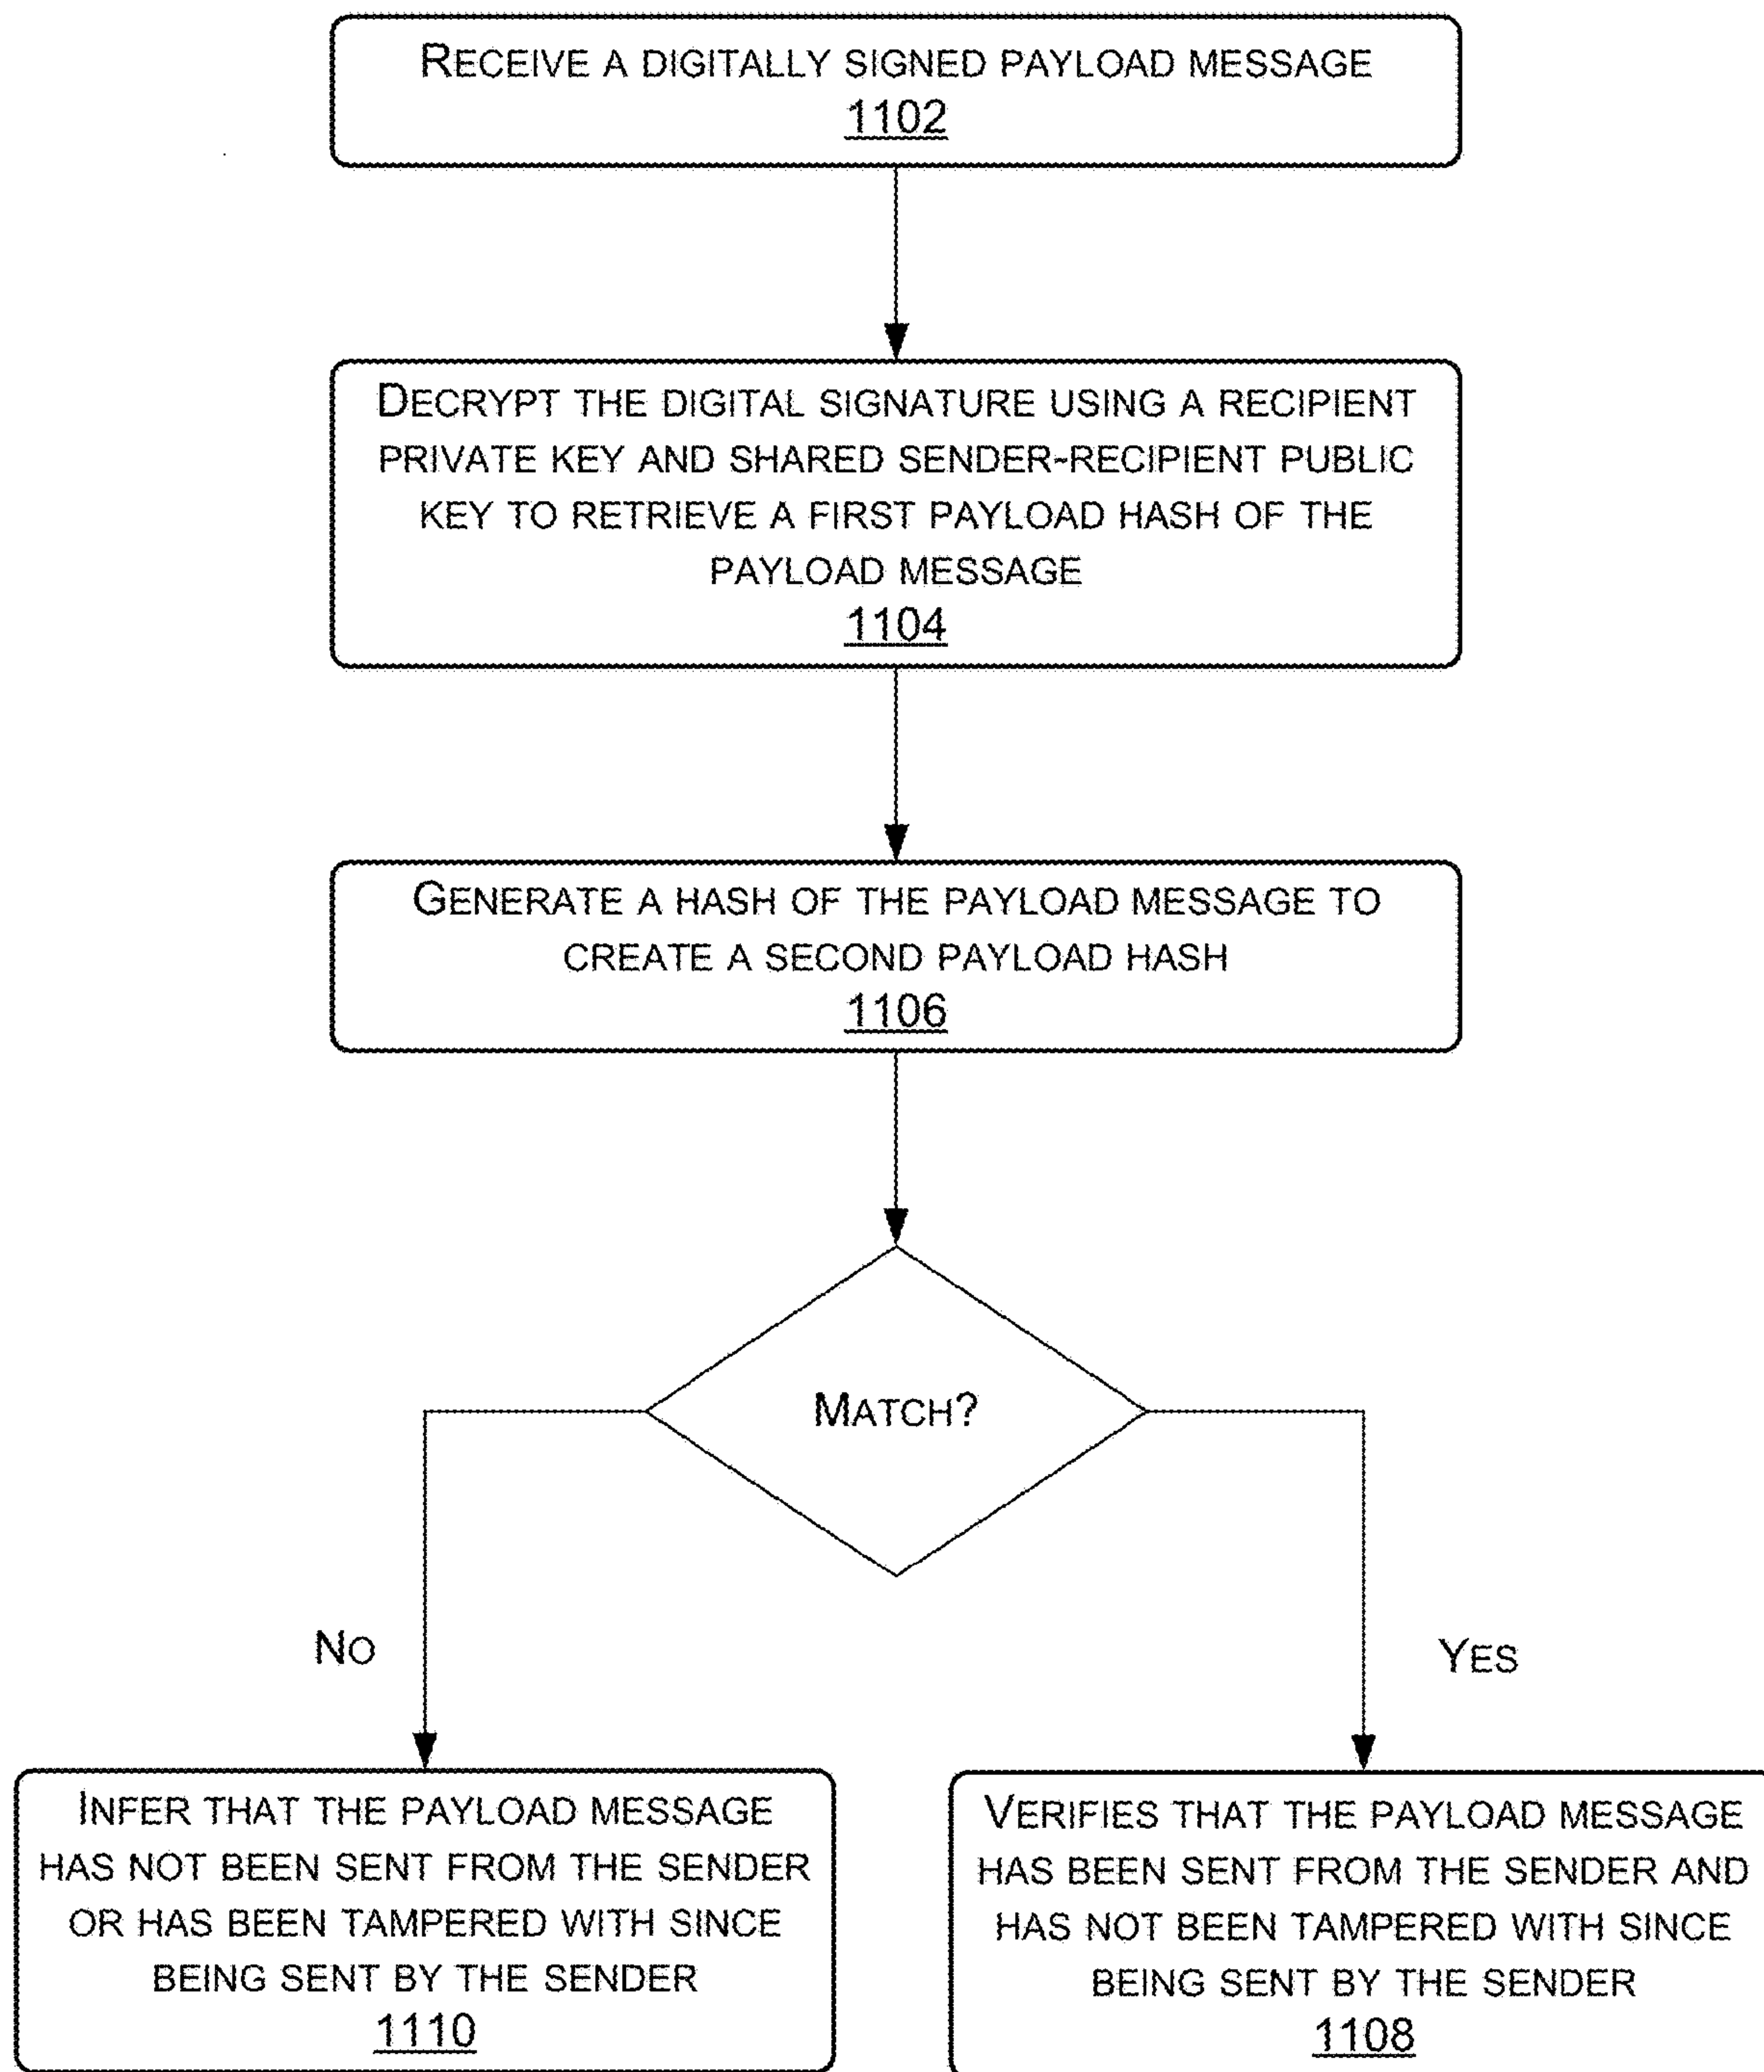 RECEIVE A DIGITALLY SIGNED PAYLOAD MESSAGE
1102
DECRYPT THE DIGITAL SIGNATURE USING A RECIPIENT
PRIVATE KEY AND SHARED SENDER-RECIPIENT PUBLIC
KEY TO RETRIEVE A FIRST PAYLOAD HASH OF THE
PAYLOAD MESSAGE
1104
GENERATE A HASH OF THE PAYLOAD MESSAGE TO
CREATE A SECOND PAYLOAD HASH
1106
MATCH?
NO
YES
INFER THAT THE PAYLOAD MESSAGE
HAS NOT BEEN SENT FROM THE SENDER
OR HAS BEEN TAMPERED WITH SINCE
BEING SENT BY THE SENDER
1110
VERIFIES THAT THE PAYLOAD MESSAGE
HAS BEEN SENT FROM THE SENDER AND
HAS NOT BEEN TAMPERED WITH SINCE
BEING SENT BY THE SENDER
1108